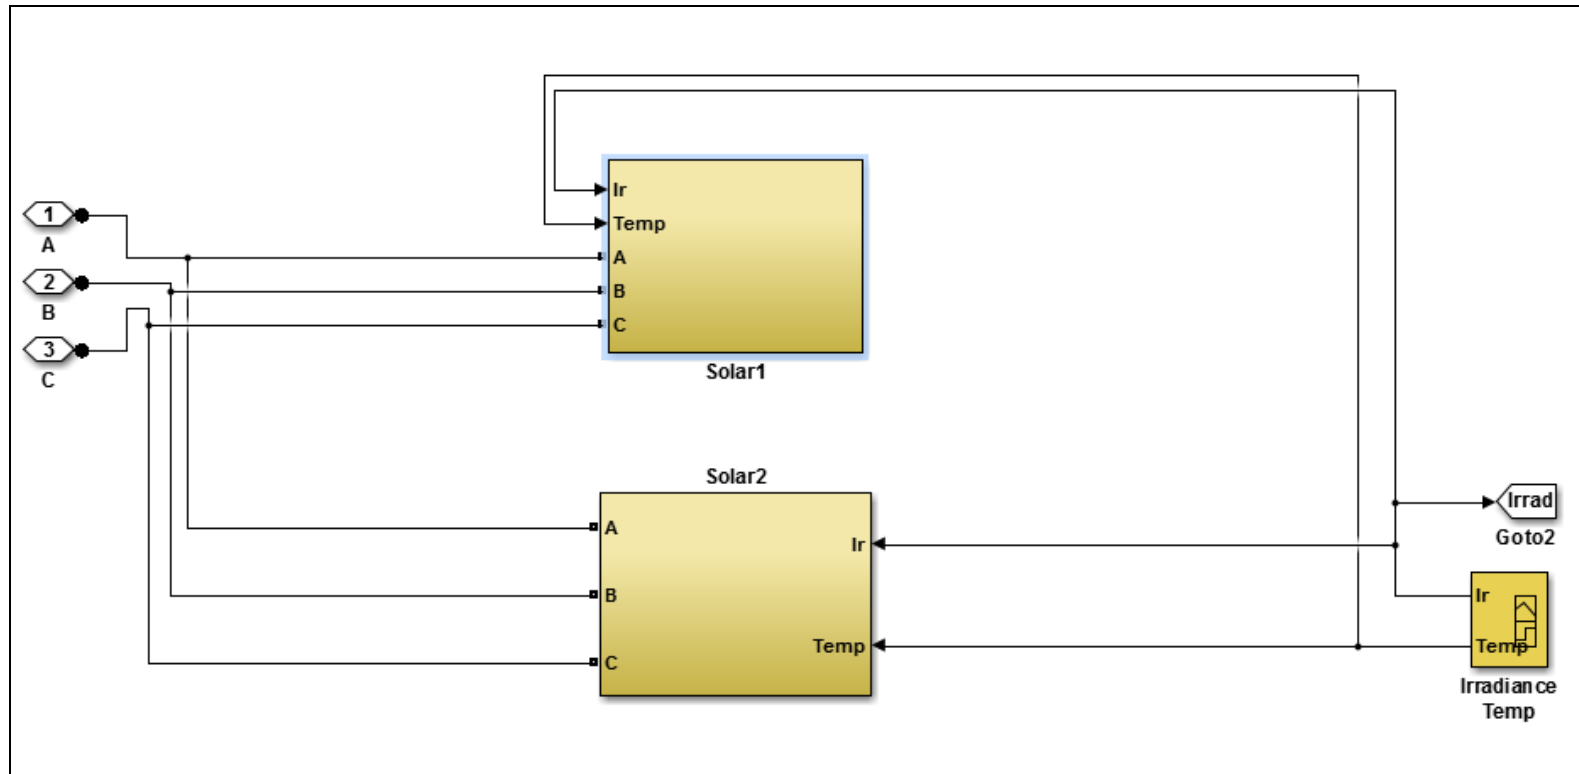 1
A
2
B
3
C
Ir
Temp
A
B
C
Solar1
Solar2
A
B
C
Ir
Temp
Irrad
Goto2
Ir
Temp
Irradiance
Temp